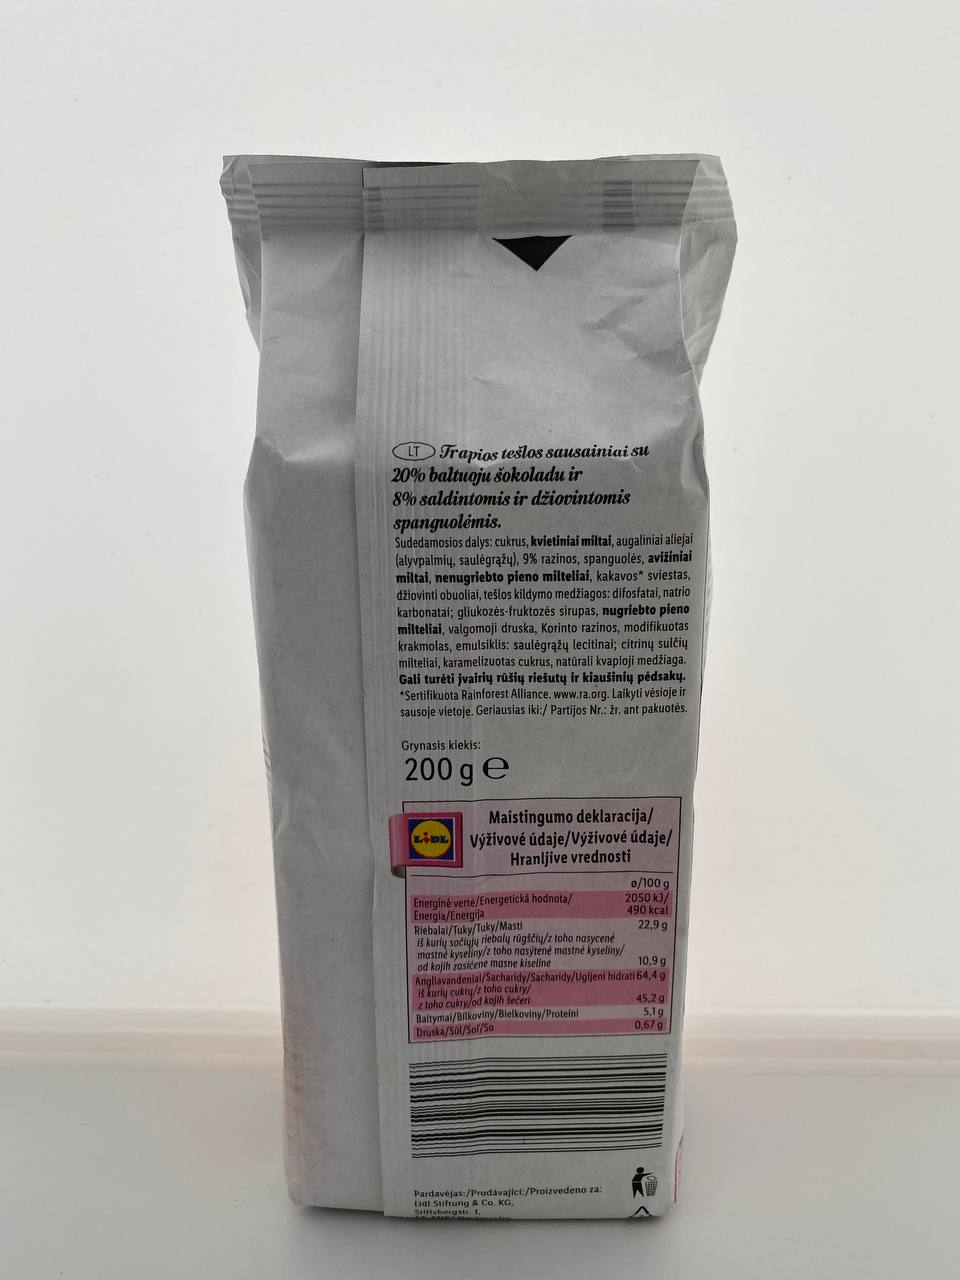 LT Trapios tešlos sausainiai su
20% baltuoju šokoladu ir
8% saldintomis ir džiovintomis
spanguolėmis.
Sudedamosios dalys: cukrus, kvietiniai miltai, augaliniai aliejai
(alyvpalmių, saulėgrąžų), 9% razinos, spanguolės, avižiniai
miltai, nenugriebto pieno milteliai, kakavos* sviestas,
džiovinti obuoliai, tešlos kildymo medžiagos: difosfatai, natrio
karbonatai; gliukozės-fruktozės sirupas, nugriebto pieno
milteliai, valgomoji druska, Korinto razinos, modifikuotas
krakmolas, emulsiklis: saulėgrąžų lecitinai; citrinų sulčių
milteliai, karamelizuotas cukrus, natūrali kvapioji medžiaga.
Gali turėti įvairių rūšių riešutų ir kiaušinių pėdsakų.
*Sertifikuota Rainforest Alliance. www.ra.org. Laikyti vėsioje ir
sausoje vietoje. Geriausias iki:/ Partijos Nr.: žr. ant pakuotės.
Grynasis kiekis:
200 g e
LIDL
Maistingumo deklaracija/
Výživové údaje/Výživové údaje/
Hranljive vrednosti
ø/100 g
Energinė vertė/Energetická hodnota/ 2050 kJ/
Energia/Energija 490 kcal
Riebalai/Tuky/Tuky/Masti 22,9 g
iš kurių sočiųjų riebalų rūgščių/z toho nasycené
mastné kyseliny/z toho nasýtené mastné kyseliny/
od kojih zasićene masne kiseline 10,9 g
Angliavandeniai/Sacharidy/Sacharidy/Ugljeni hidrati 64,4 g
iš kurių cukrų/z toho cukry/
z toho cukry/od kojih šećeri 45,2 g
Baltymai/Bílkoviny/Bielkoviny/Proteini 5,1 g
Druska/Sůl/Soľ/So 0,67 g
Pardavėjas:/Prodávající:/Proizvedeno za:
Lidl Stiftung & Co. KG,
Stiftsbergstr. 1,